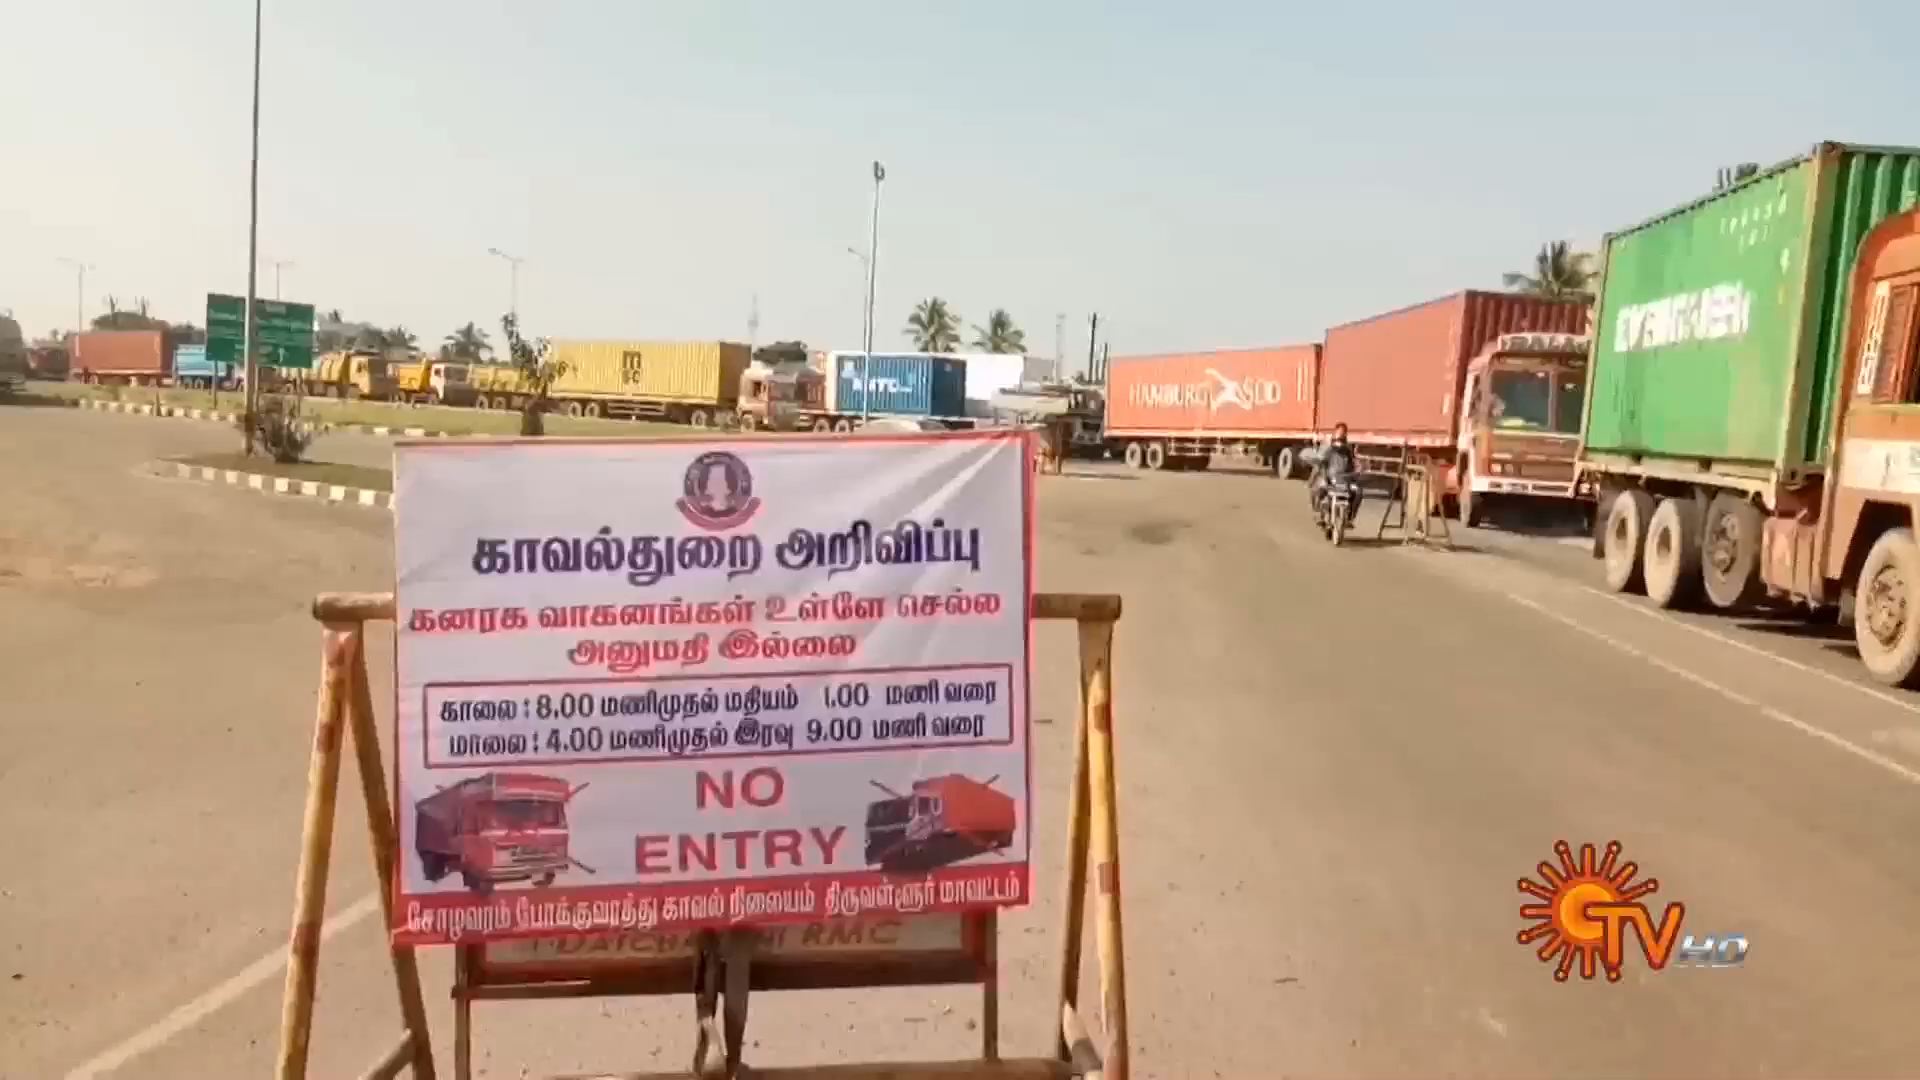 காவல்துறை அறிவிப்பு
கனரக வாகனங்கள் உள்ளே செல்ல
அனுமதி இல்லை
காலை : 8.00 மணிமுதல் மதியம் 1.00 மணி வரை
மாலை : 4.00 மணிமுதல் இரவு 9.00 மணி வரை
NO
ENTRY
சோழவரம் போக்குவரத்து காவல் நிலையம் திருவள்ளூர் மாவட்டம்
RMC
HAMBURG SÜD
EVERGREEN
TV HD